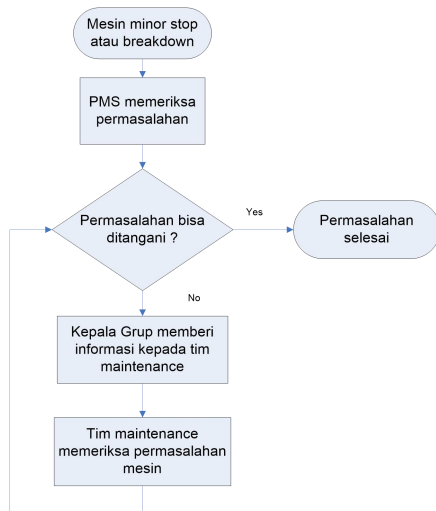 Mesin minor stop
atau breakdown
PMS memeriksa
permasalahan
Permasalahan bisa
ditangani ?
Yes
Permasalahan
selesai
No
Kepala Grup memberi
informasi kepada tim
maintenance
Tim maintenance
memeriksa permasalahan
mesin